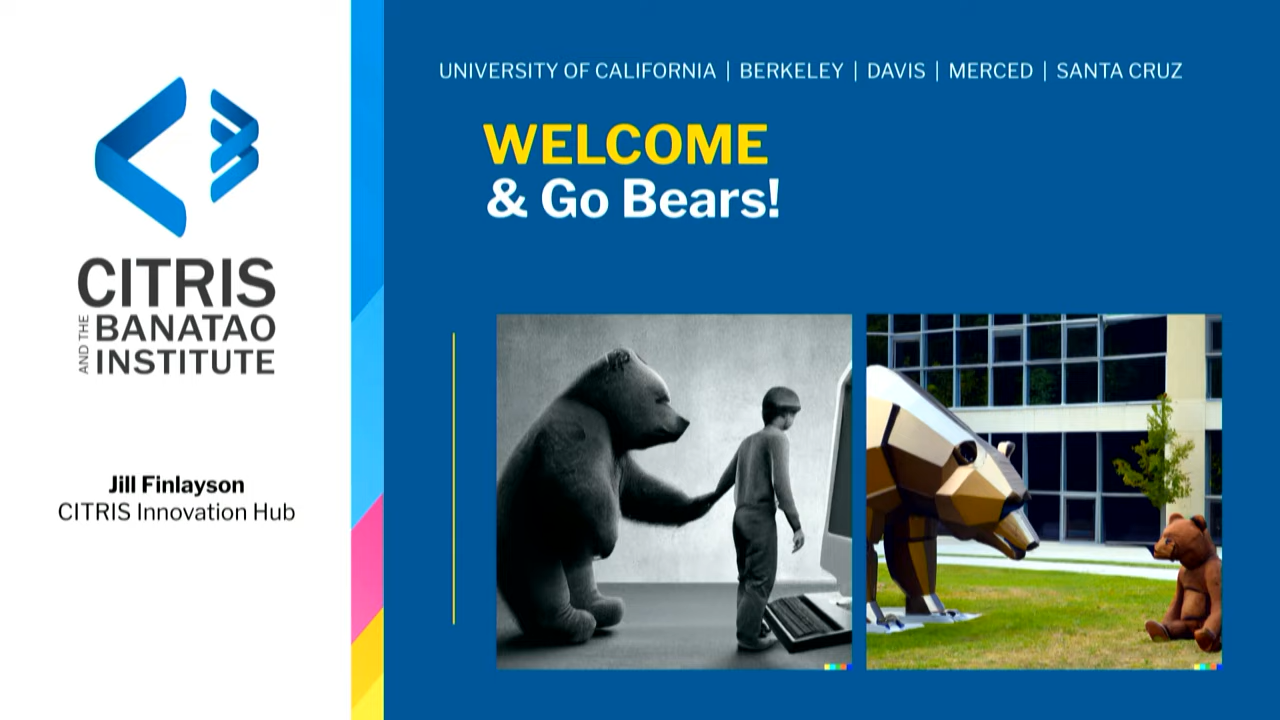 CITRIS
AND THE
BANATAO
INSTITUTE
Jill Finlayson
CITRIS Innovation Hub
UNIVERSITY OF CALIFORNIA | BERKELEY | DAVIS | MERCED | SANTA CRUZ
WELCOME
& Go Bears!